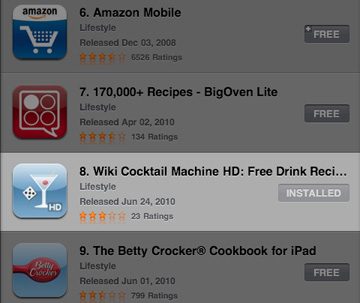 amazon
6. Amazon Mobile
Lifestyle
Released Dec 03, 2008
6526 Ratings
+ FREE
7. 170,000+ Recipes - BigOven Lite
Lifestyle
Released Apr 02, 2010
134 Ratings
FREE
8. Wiki Cocktail Machine HD: Free Drink Reci...
Lifestyle
Released Jun 24, 2010
23 Ratings
INSTALLED
HD
9. The Betty Crocker® Cookbook for iPad
Lifestyle
Released Jun 01, 2010
799 Ratings
FREE
Betty Crocker